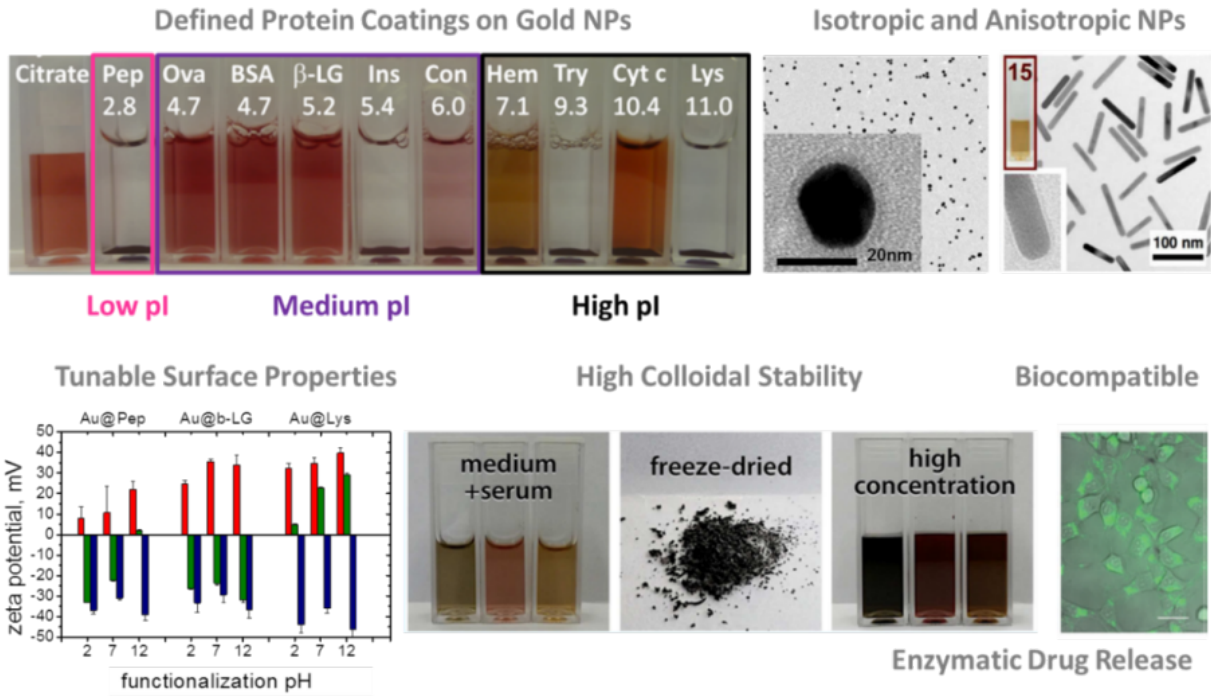 Defined Protein Coatings on Gold NPs
Isotropic and Anisotropic NPs
Citrate Pep Ova BSA β-LG Ins Con Hem Try Cyt c Lys
2.8 4.7 4.7 5.2 5.4 6.0 7.1 9.3 10.4 11.0
15
20nm
100 nm
Low pI
Medium pI
High pI
Tunable Surface Properties
High Colloidal Stability
Biocompatible
Au@Pep Au@b-LG Au@Lys
50
40
30
20
10
0
-10
-20
-30
-40
-50
zeta potential, mV
2 7 12 2 7 12 2 7 12
functionalization pH
medium
+serum
freeze-dried
high
concentration
Enzymatic Drug Release